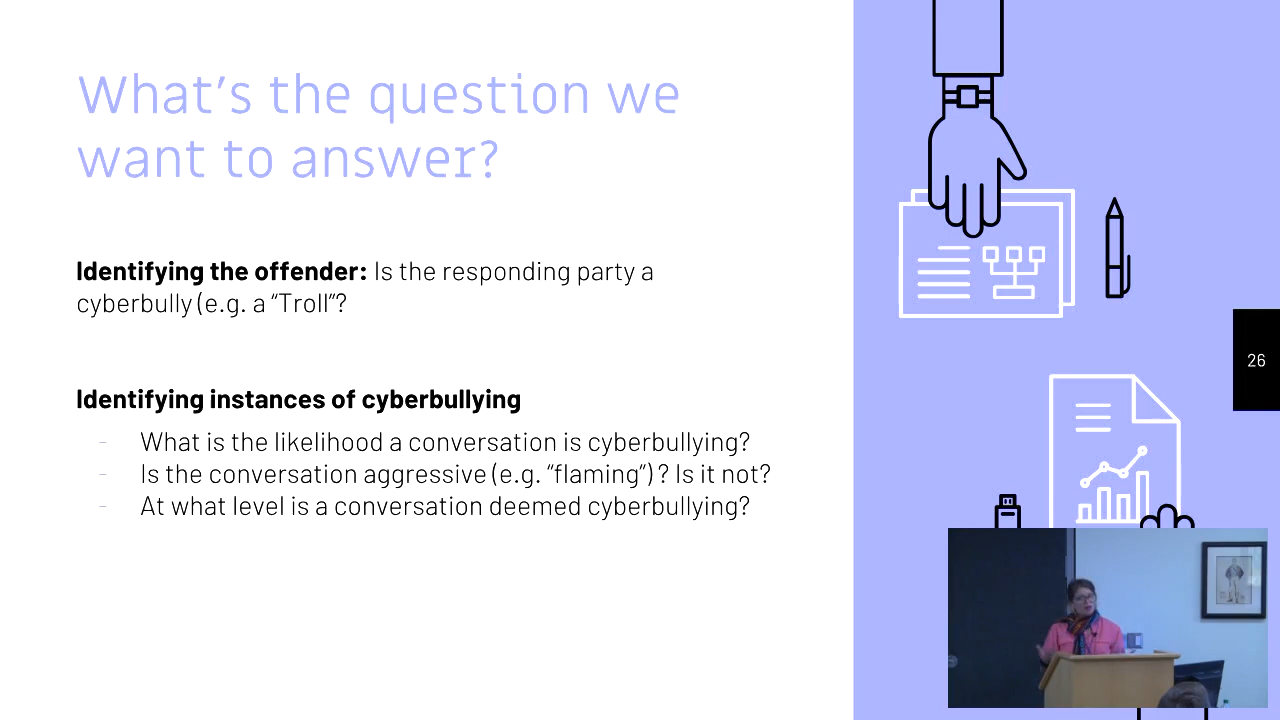 What's the question we
want to answer?
Identifying the offender: Is the responding party a
cyberbully (e.g. a “Troll”?
Identifying instances of cyberbullying
- What is the likelihood a conversation is cyberbullying?
- Is the conversation aggressive (e.g. “flaming”) ? Is it not?
- At what level is a conversation deemed cyberbullying?
26